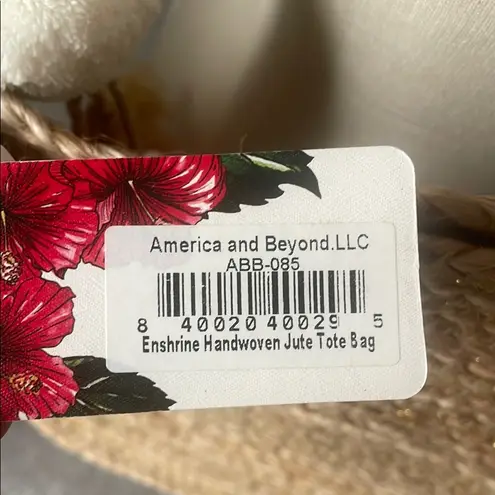 America and Beyond.LLC
ABB-085
8 40020 40029 5
Enshrine Handwoven Jute Tote Bag